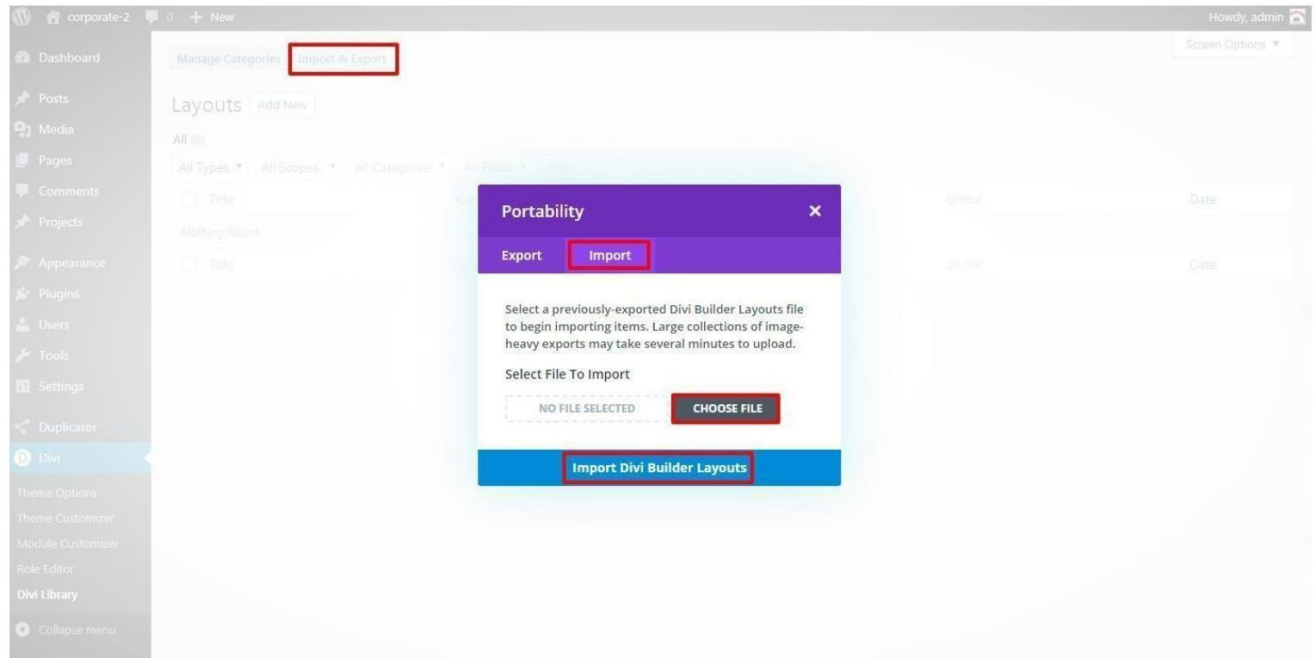 corporate-2 0 + New Howdy, admin
Screen Options
Dashboard
Posts
Media
Pages
Comments
Projects
Appearance
Plugins
Users
Tools
Settings
Duplicator
Divi
Theme Options
Theme Customizer
Module Customizer
Role Editor
Divi Library
Collapse menu
Manage Categories Import & Export
Layouts Add New
All (0)
All Types All Scopes All Categories All Packs Filter
Title Global Date
Nothing found
Title Global Date
Portability
Export Import
Select a previously-exported Divi Builder Layouts file
to begin importing items. Large collections of image-
heavy exports may take several minutes to upload.
Select File To Import
NO FILE SELECTED CHOOSE FILE
Import Divi Builder Layouts